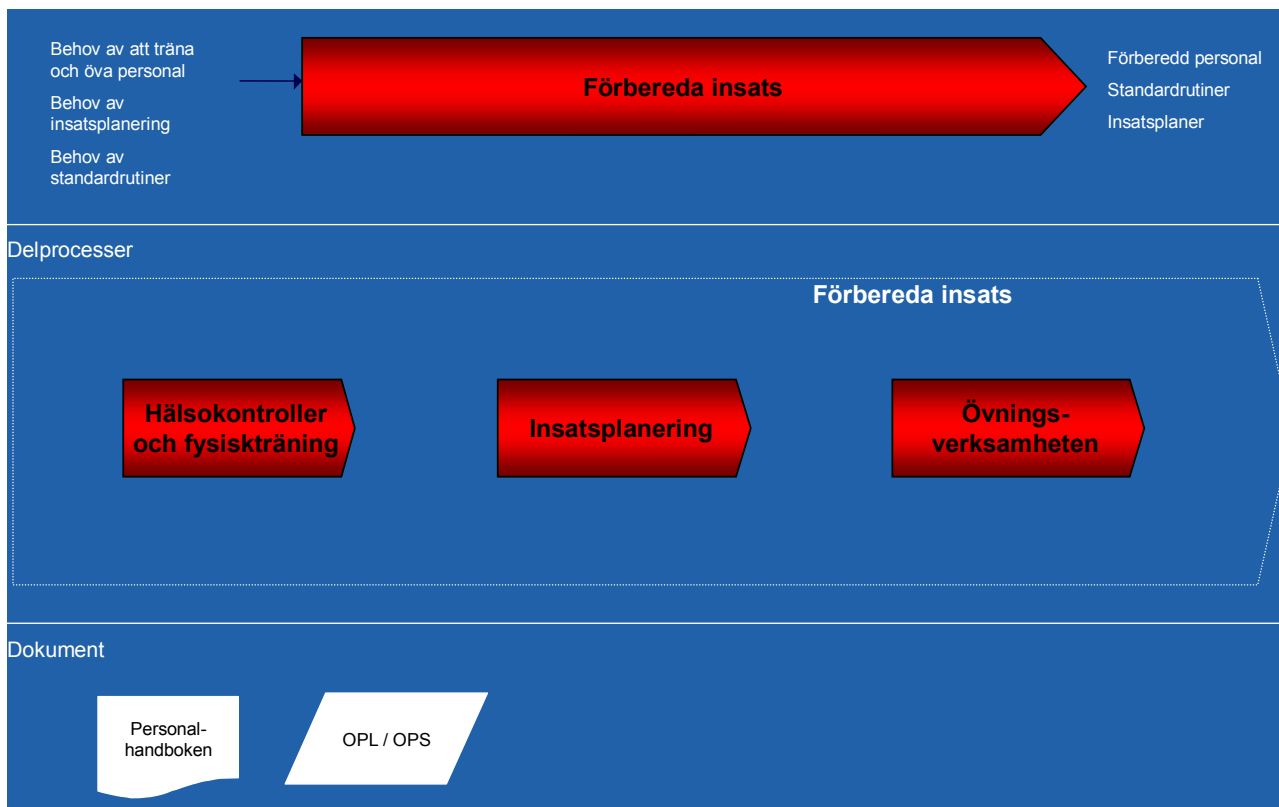 Behov av att träna
och öva personal
Behov av
insatsplanering
Behov av
standardrutiner
Förbereda insats
Förberedd personal
Standardrutiner
Insatsplaner
Delprocesser
Förbereda insats
Hälsokontroller
och fysiskträning
Insatsplanering
Övnings-
verksamheten
Dokument
Personal-
handboken
OPL / OPS